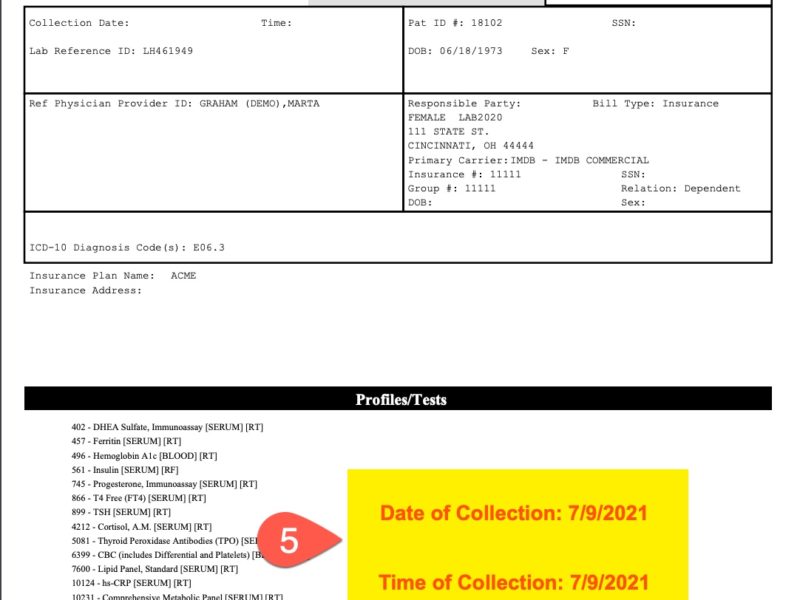 Collection Date: Time:
Lab Reference ID: LH461949
Pat ID #: 18102 SSN:
DOB: 06/18/1973 Sex: F
Ref Physician Provider ID: GRAHAM (DEMO),MARTA
Responsible Party: Bill Type: Insurance
FEMALE LAB2020
111 STATE ST.
CINCINNATI, OH 44444
Primary Carrier:IMDB - IMDB COMMERCIAL
Insurance #: 11111 SSN:
Group #: 11111 Relation: Dependent
DOB: Sex:
ICD-10 Diagnosis Code(s): E06.3
Insurance Plan Name: ACME
Insurance Address:
Profiles/Tests
402 - DHEA Sulfate, Immunoassay [SERUM] [RT]
457 - Ferritin [SERUM] [RT]
496 - Hemoglobin A1c [BLOOD] [RT]
561 - Insulin [SERUM] [RF]
745 - Progesterone, Immunoassay [SERUM] [RT]
866 - T4 Free (FT4) [SERUM] [RT]
899 - TSH [SERUM] [RT]
4212 - Cortisol, A.M. [SERUM] [RT]
5081 - Thyroid Peroxidase Antibodies (TPO)
6399 - CBC (includes Differential and Platelets)
7600 - Lipid Panel, Standard [SERUM] [RT]
10124 - hs-CRP [SERUM] [RT]
10231 - Comprehensive Metabolic Panel [SERUM] [RT]
5
Date of Collection: 7/9/2021
Time of Collection: 7/9/2021